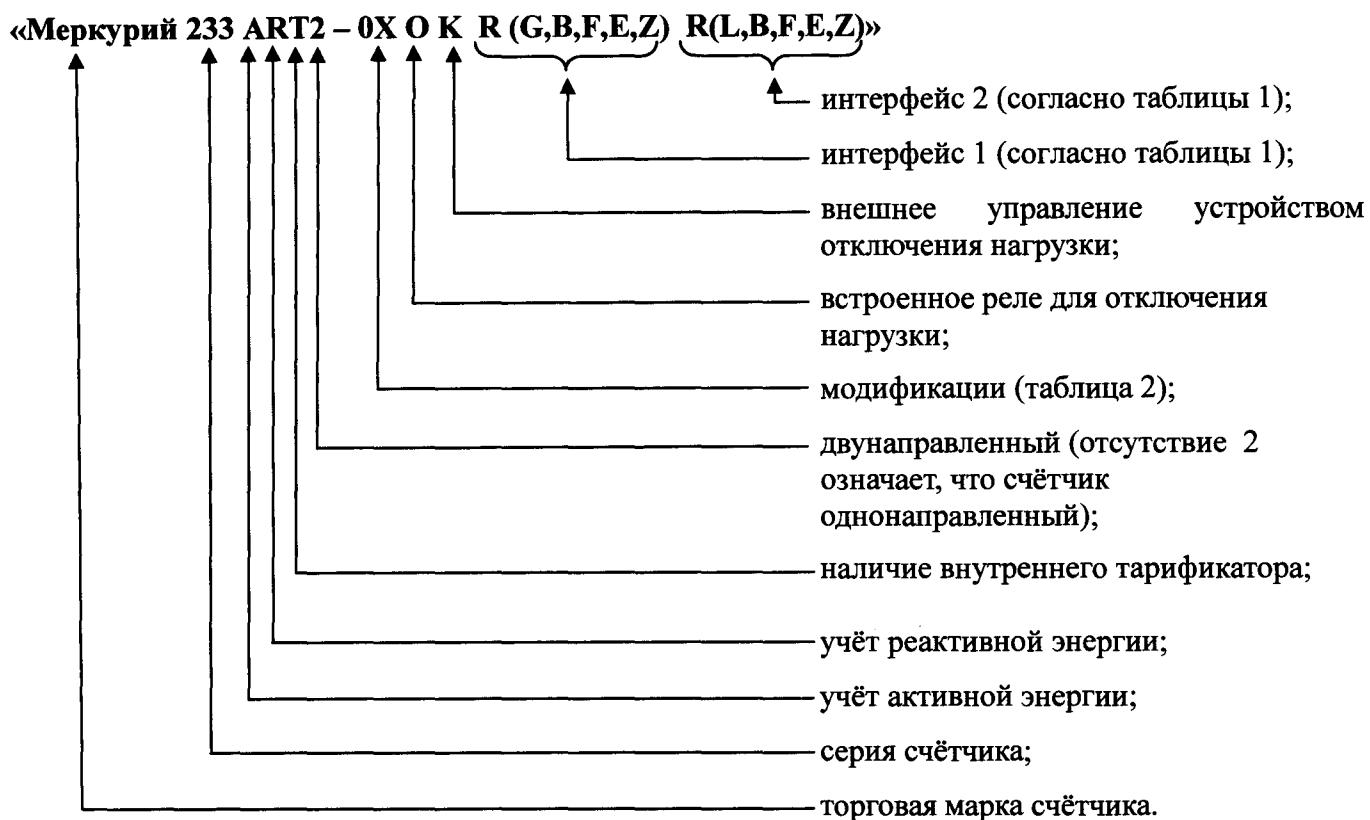 «Меркурий 233 ART2 – 0X O K R (G,B,F,E,Z) R(L,B,F,E,Z)»
интерфейс 2 (согласно таблицы 1);
интерфейс 1 (согласно таблицы 1);
внешнее управление устройством
отключения нагрузки;
встроенное реле для отключения
нагрузки;
модификации (таблица 2);
двунаправленный (отсутствие 2
означает, что счётчик
однонаправленный);
наличие внутреннего тарификатора;
учёт реактивной энергии;
учёт активной энергии;
серия счётчика;
торговая марка счётчика.